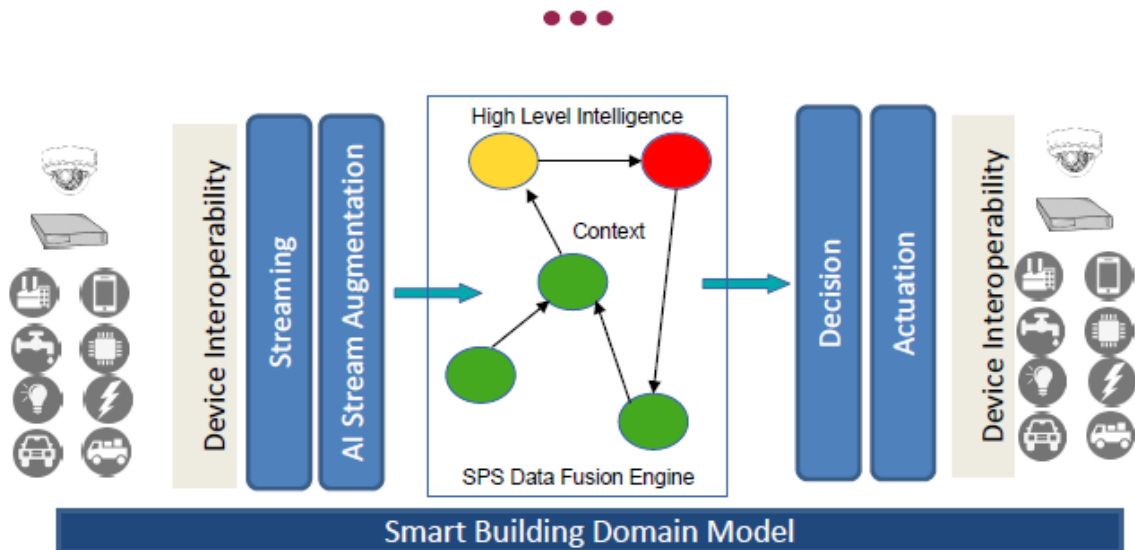 Device Interoperability
Streaming
AI Stream Augmentation
High Level Intelligence
Context
SPS Data Fusion Engine
Decision
Actuation
Device Interoperability
Smart Building Domain Model